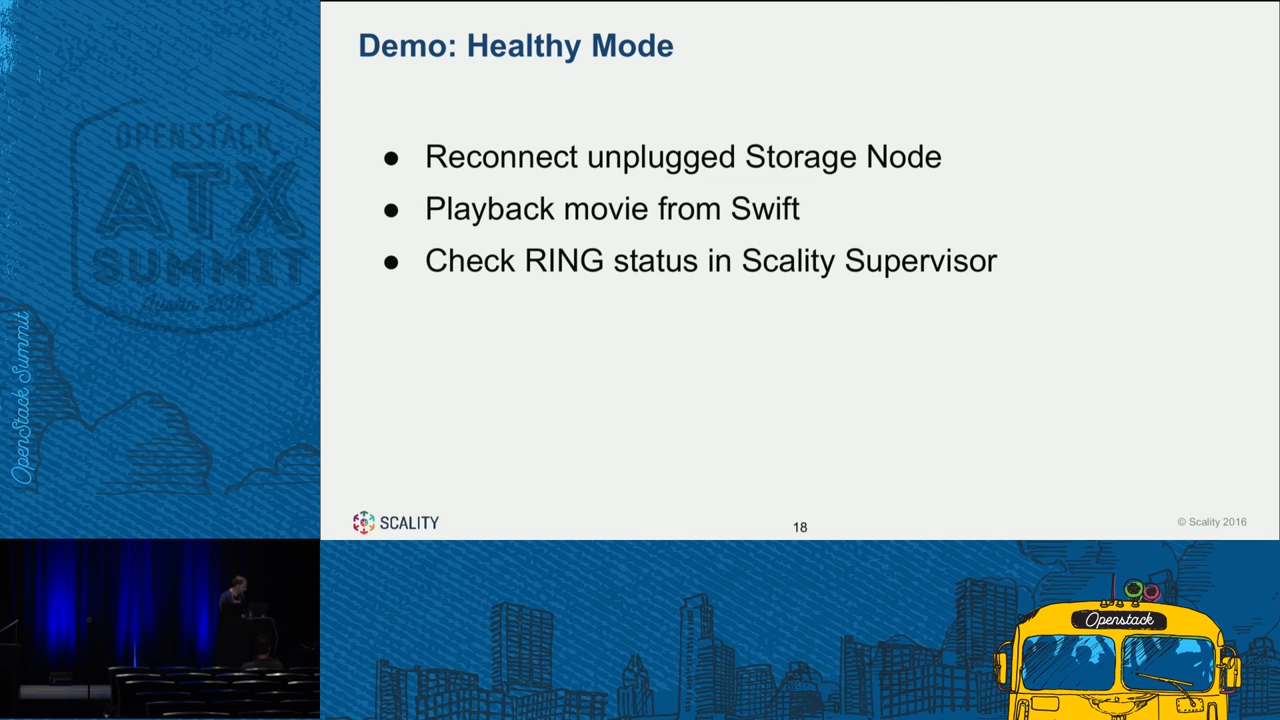 Demo: Healthy Mode
● Reconnect unplugged Storage Node
● Playback movie from Swift
● Check RING status in Scality Supervisor
SCALITY
18
© Scality 2016
OPENSTACK
ATX
SUMMIT
Austin 2016
OpenStack Summit
Openstack